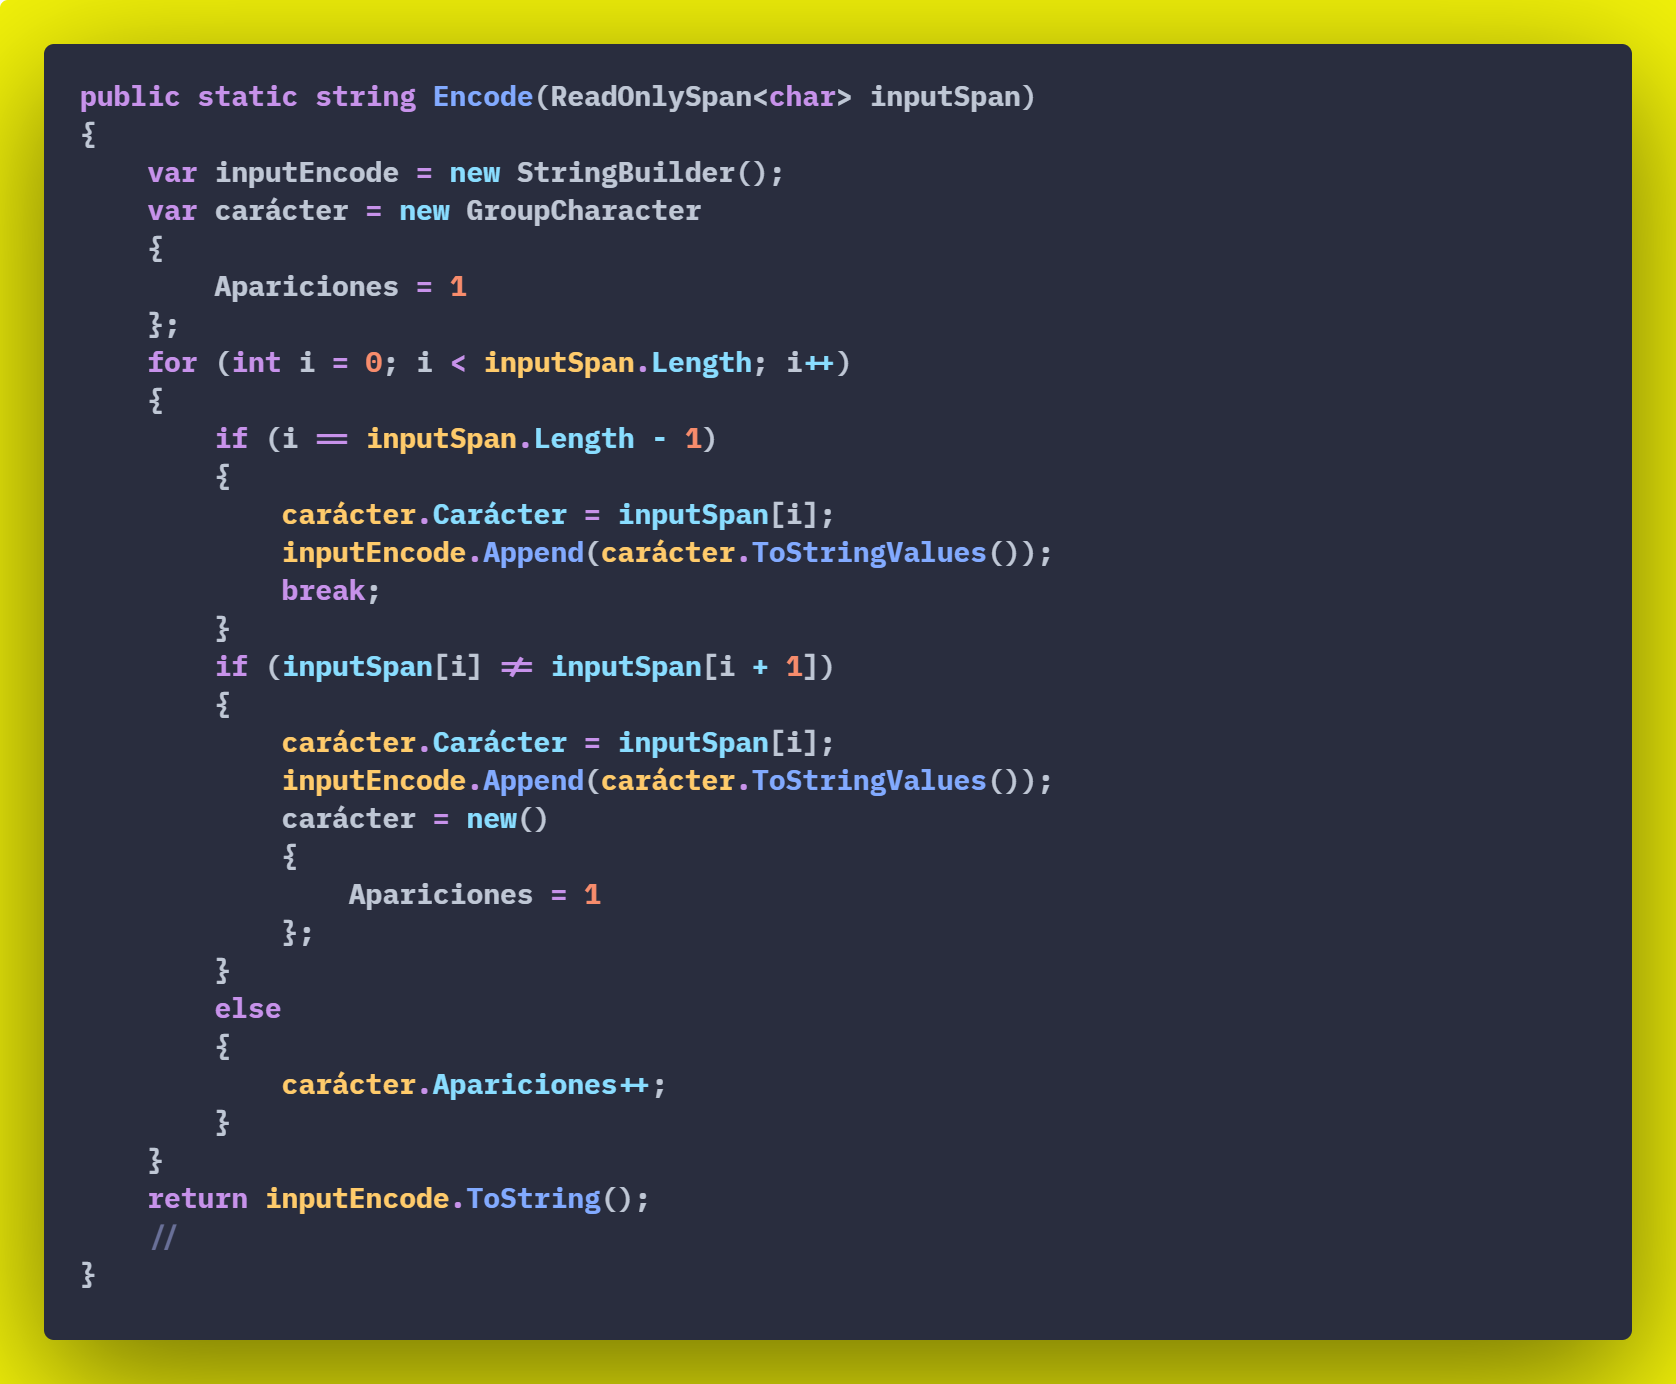 public static string Encode(ReadOnlySpan<char> inputSpan)
{
    var inputEncode = new StringBuilder();
    var carácter = new GroupCharacter
    {
        Apariciones = 1
    };
    for (int i = 0; i < inputSpan.Length; i++)
    {
        if (i == inputSpan.Length - 1)
        {
            carácter.Carácter = inputSpan[i];
            inputEncode.Append(carácter.ToStringValues());
            break;
        }
        if (inputSpan[i] != inputSpan[i + 1])
        {
            carácter.Carácter = inputSpan[i];
            inputEncode.Append(carácter.ToStringValues());
            carácter = new()
            {
                Apariciones = 1
            };
        }
        else
        {
            carácter.Apariciones++;
        }
    }
    return inputEncode.ToString();
    //
}